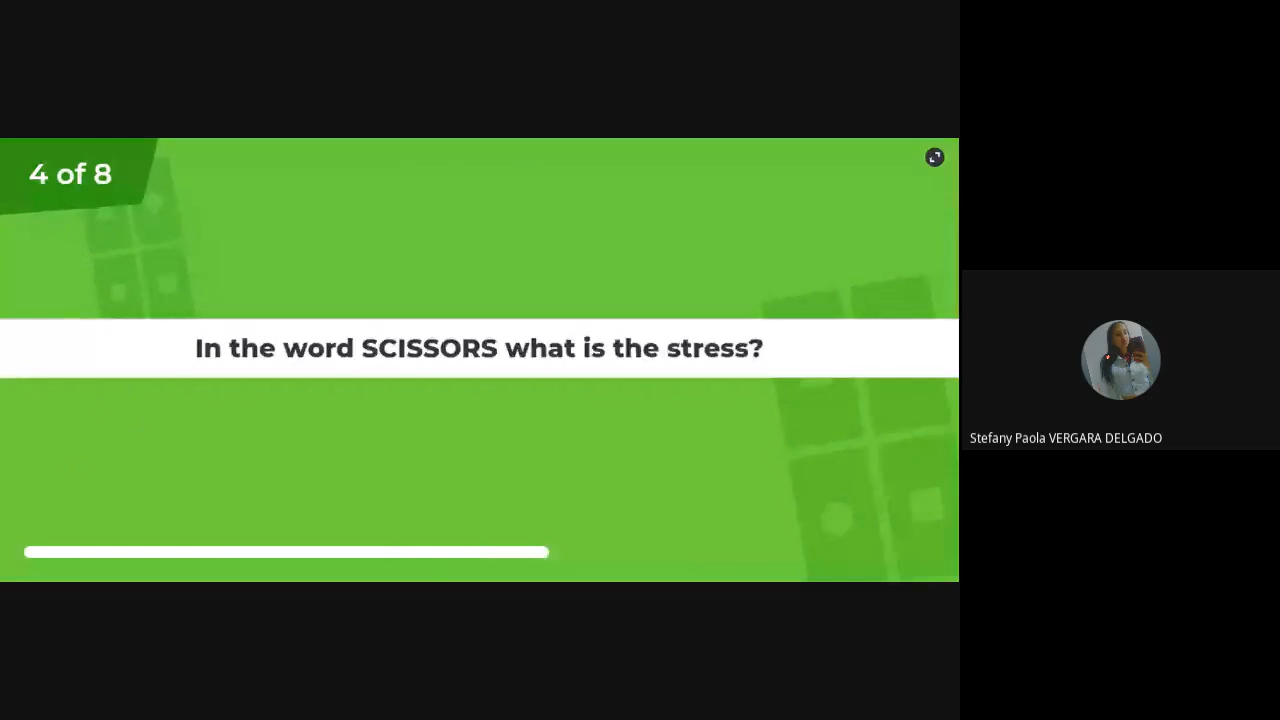 4 of 8
In the word SCISSORS what is the stress?
Stefany Paola VERGARA DELGADO